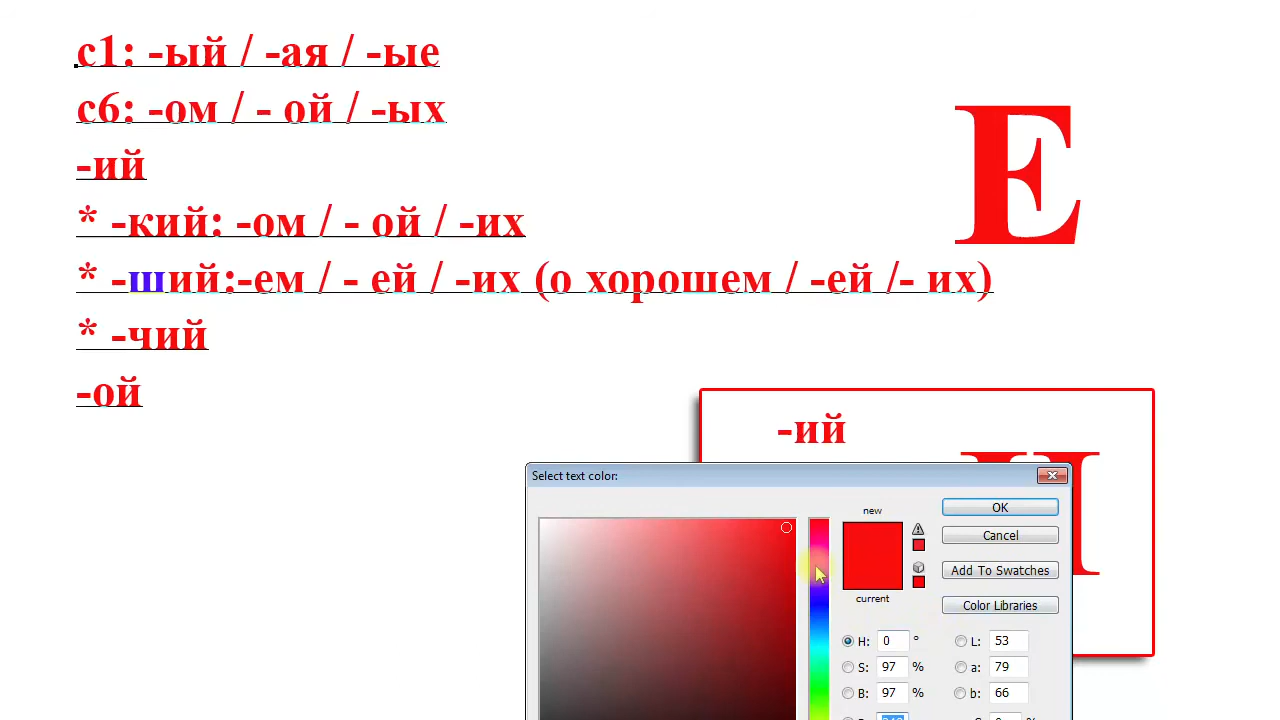 с1: -ый / -ая / -ые
с6: -ом / - ой / -ых
-ий
* -кий: -ом / - ой / -их
* -ший:-ем / - ей / -их (о хорошем / -ей /- их)
* -чий
-ой
Е
-ий
Select text color:
new
current
OK
Cancel
Add To Swatches
Color Libraries
H: 0 °
L: 53
S: 97 %
a: 79
B: 97 %
b: 66